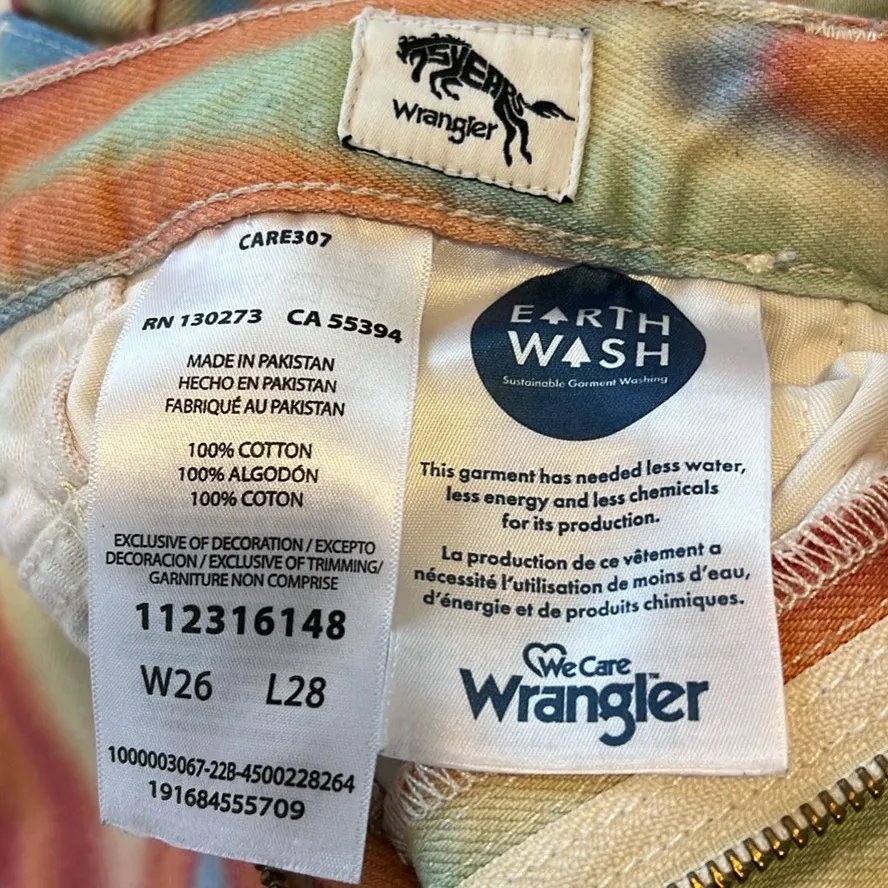 75 YEARS
Wrangler
CARE307
RN 130273 CA 55394
MADE IN PAKISTAN
HECHO EN PAKISTAN
FABRIQUÉ AU PAKISTAN
100% COTTON
100% ALGODÓN
100% COTON
EXCLUSIVE OF DECORATION / EXCEPTO
DECORACION / EXCLUSIVE OF TRIMMING/
GARNITURE NON COMPRISE
112316148
W26 L28
1000003067-22B-4500228264
191684555709
EARTH
WASH
Sustainable Garment Washing
This garment has needed less water,
less energy and less chemicals
for its production.
La production de ce vêtement a
nécessité l'utilisation de moins d'eau,
d'énergie et de produits chimiques.
We Care
Wrangler™